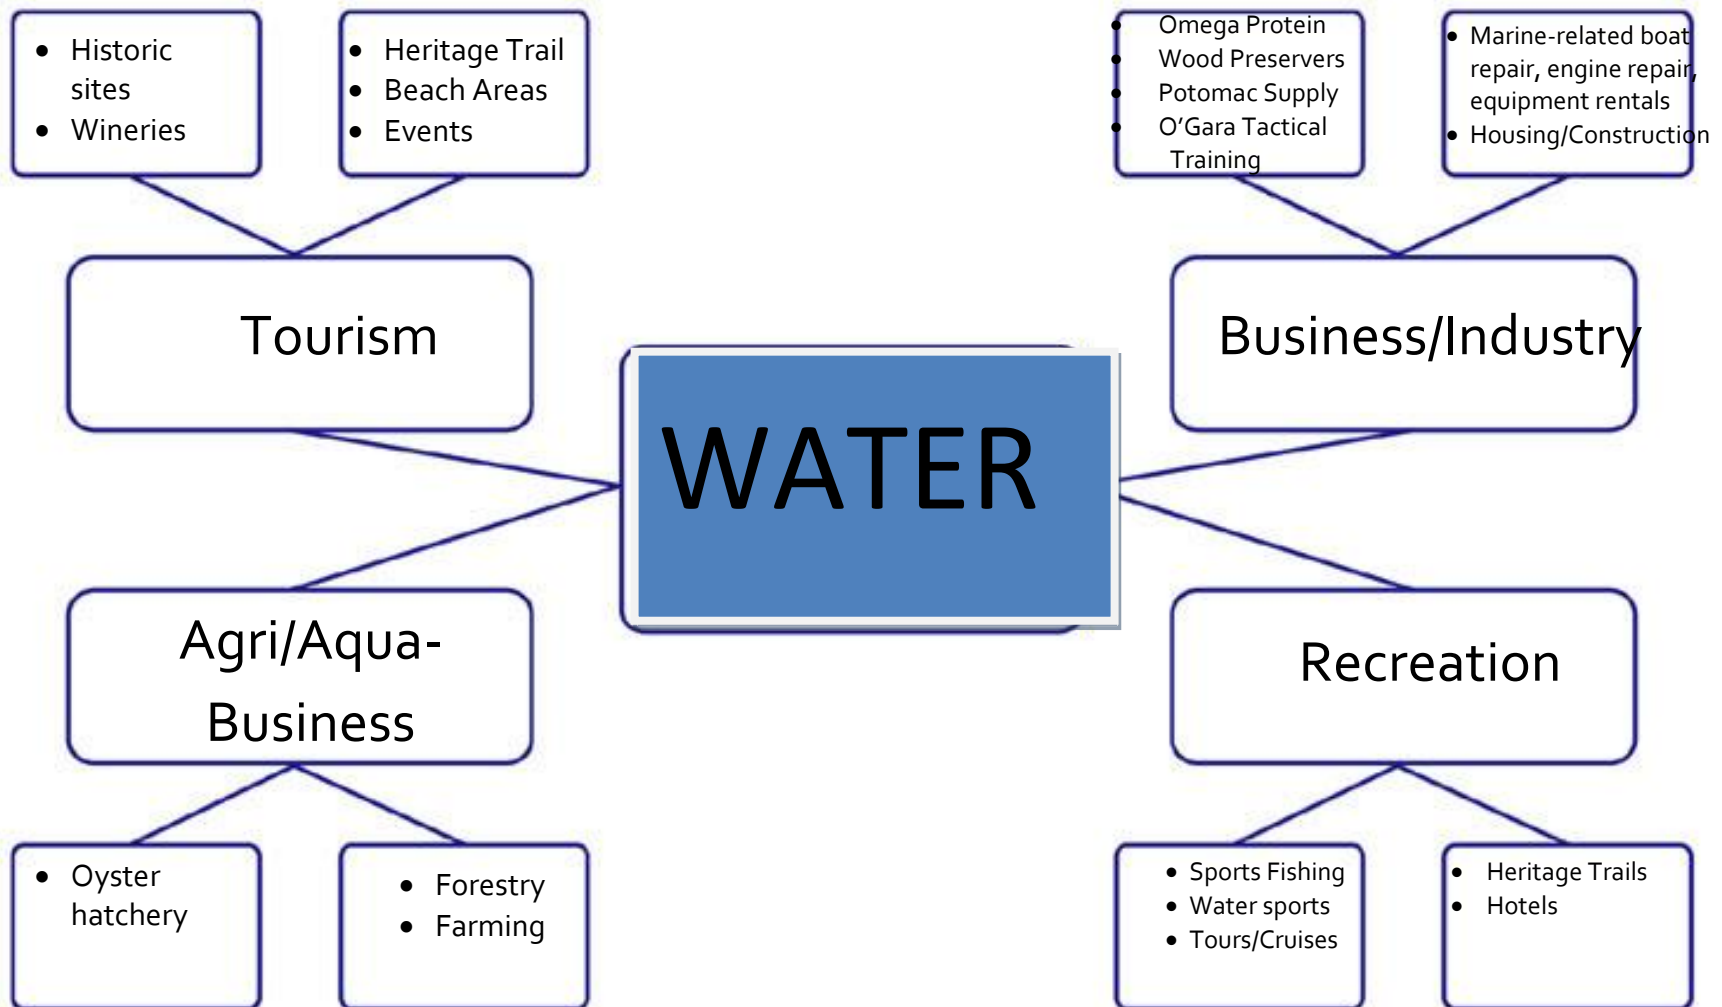 • Historic
sites
• Wineries
• Heritage Trail
• Beach Areas
• Events
• Omega Protein
• Wood Preservers
• Potomac Supply
• O’Gara Tactical
Training
• Marine-related boat
repair, engine repair,
equipment rentals
• Housing/Construction
Tourism
Business/Industry
WATER
Agri/Aqua-
Business
Recreation
• Oyster
hatchery
• Forestry
• Farming
• Sports Fishing
• Water sports
• Tours/Cruises
• Heritage Trails
• Hotels